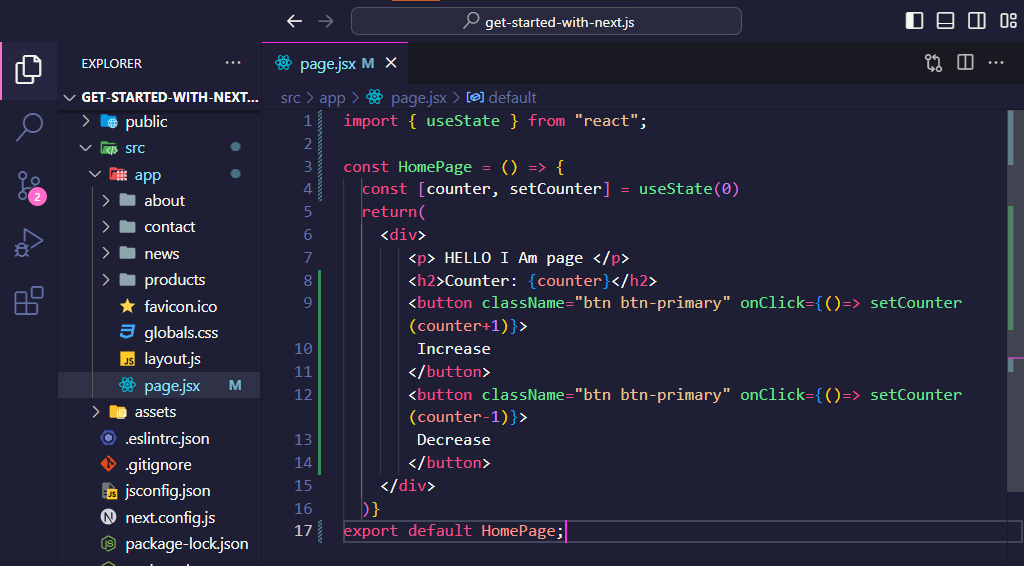 get-started-with-next.js
EXPLORER
page.jsx M
GET-STARTED-WITH-NEXT...
src > app > page.jsx > default
public
src
app
about
contact
news
products
favicon.ico
globals.css
layout.js
page.jsx M
assets
.eslintrc.json
.gitignore
jsconfig.json
next.config.js
package-lock.json
2
1 import { useState } from "react";
2
3 const HomePage = () => {
4 const [counter, setCounter] = useState(0)
5 return(
6 <div>
7 <p> HELLO I Am page </p>
8 <h2>Counter: {counter}</h2>
9 <button className="btn btn-primary" onClick={()=> setCounter
(counter+1)}>
10 Increase
11 </button>
12 <button className="btn btn-primary" onClick={()=> setCounter
(counter-1)}>
13 Decrease
14 </button>
15 </div>
16 )}
17 export default HomePage;